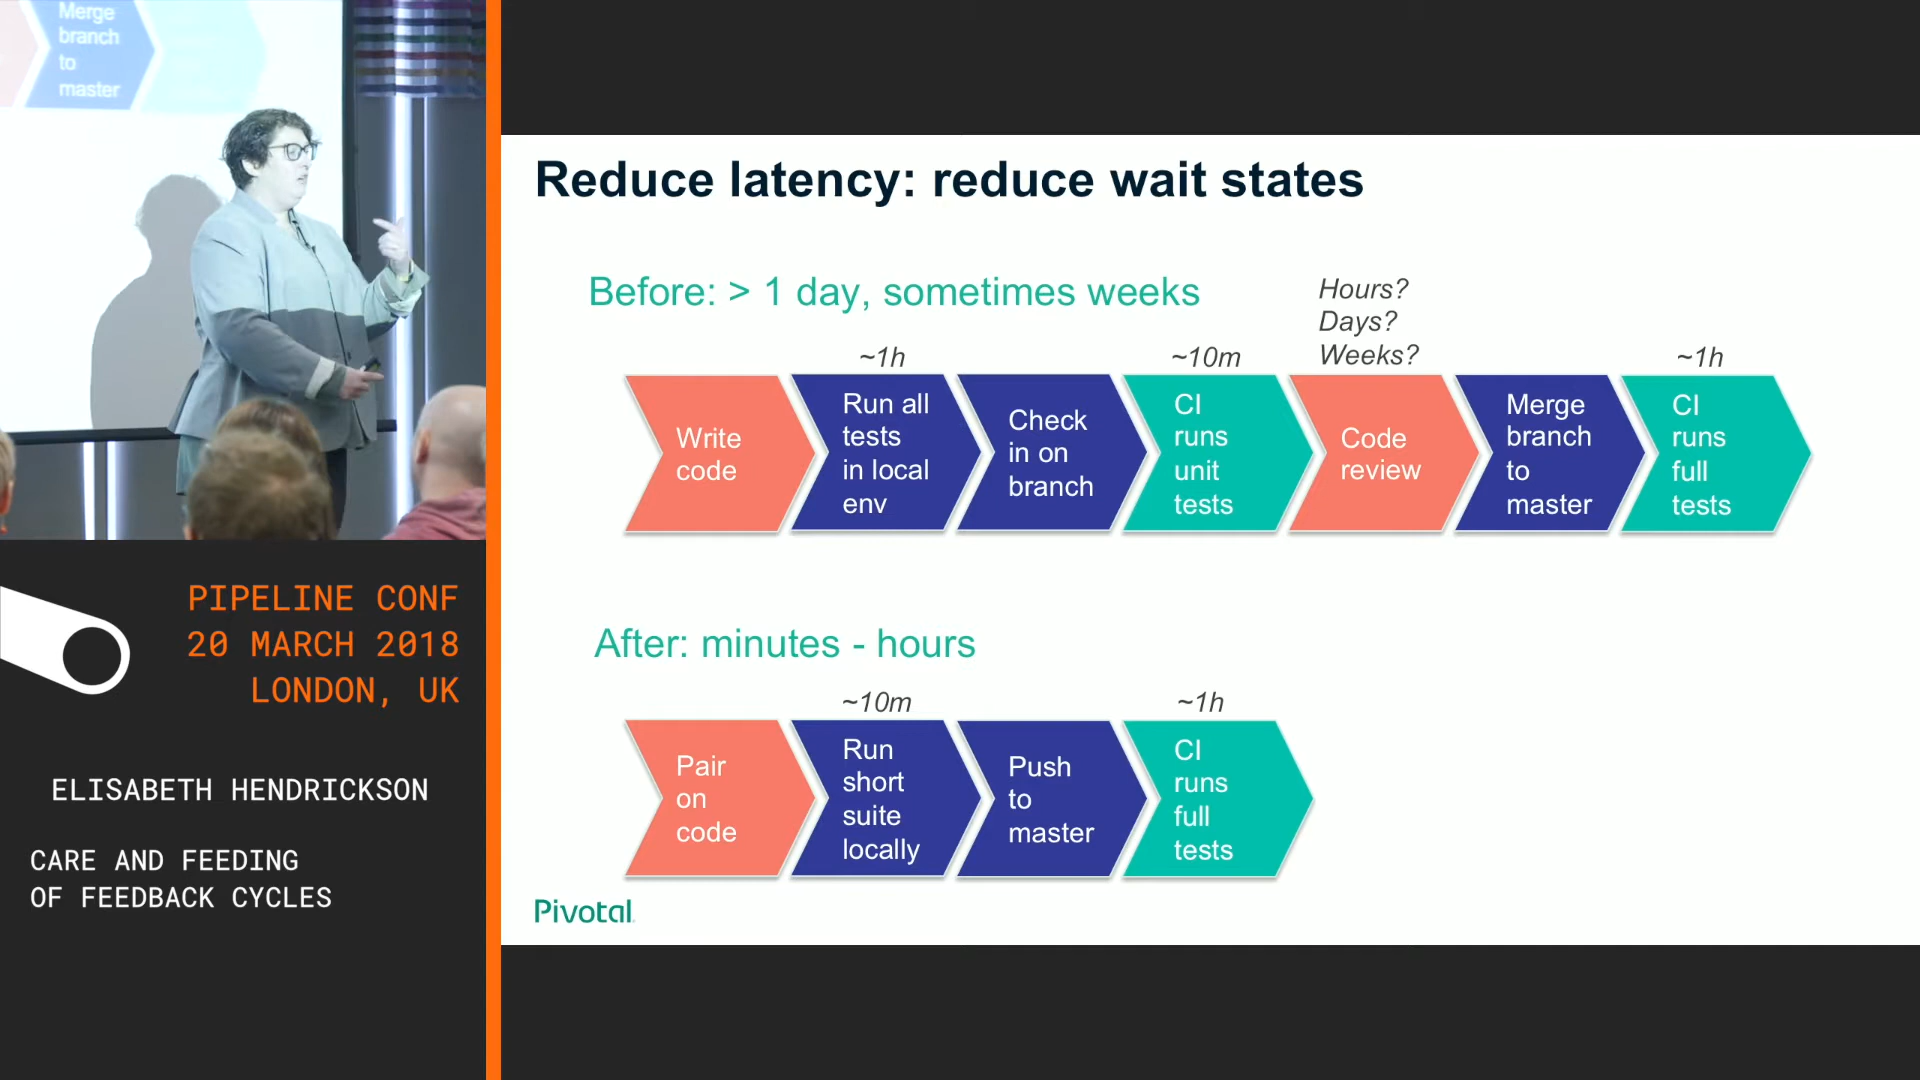 Merge
branch
to
master
PIPELINE CONF
20 MARCH 2018
LONDON, UK
ELISABETH HENDRICKSON
CARE AND FEEDING
OF FEEDBACK CYCLES
Reduce latency: reduce wait states
Before: > 1 day, sometimes weeks
Hours?
Days?
Weeks?
~1h
~10m
~1h
Write
code
Run all
tests
in local
env
Check
in on
branch
CI
runs
unit
tests
Code
review
Merge
branch
to
master
CI
runs
full
tests
After: minutes - hours
~10m
~1h
Pair
on
code
Run
short
suite
locally
Push
to
master
CI
runs
full
tests
Pivotal